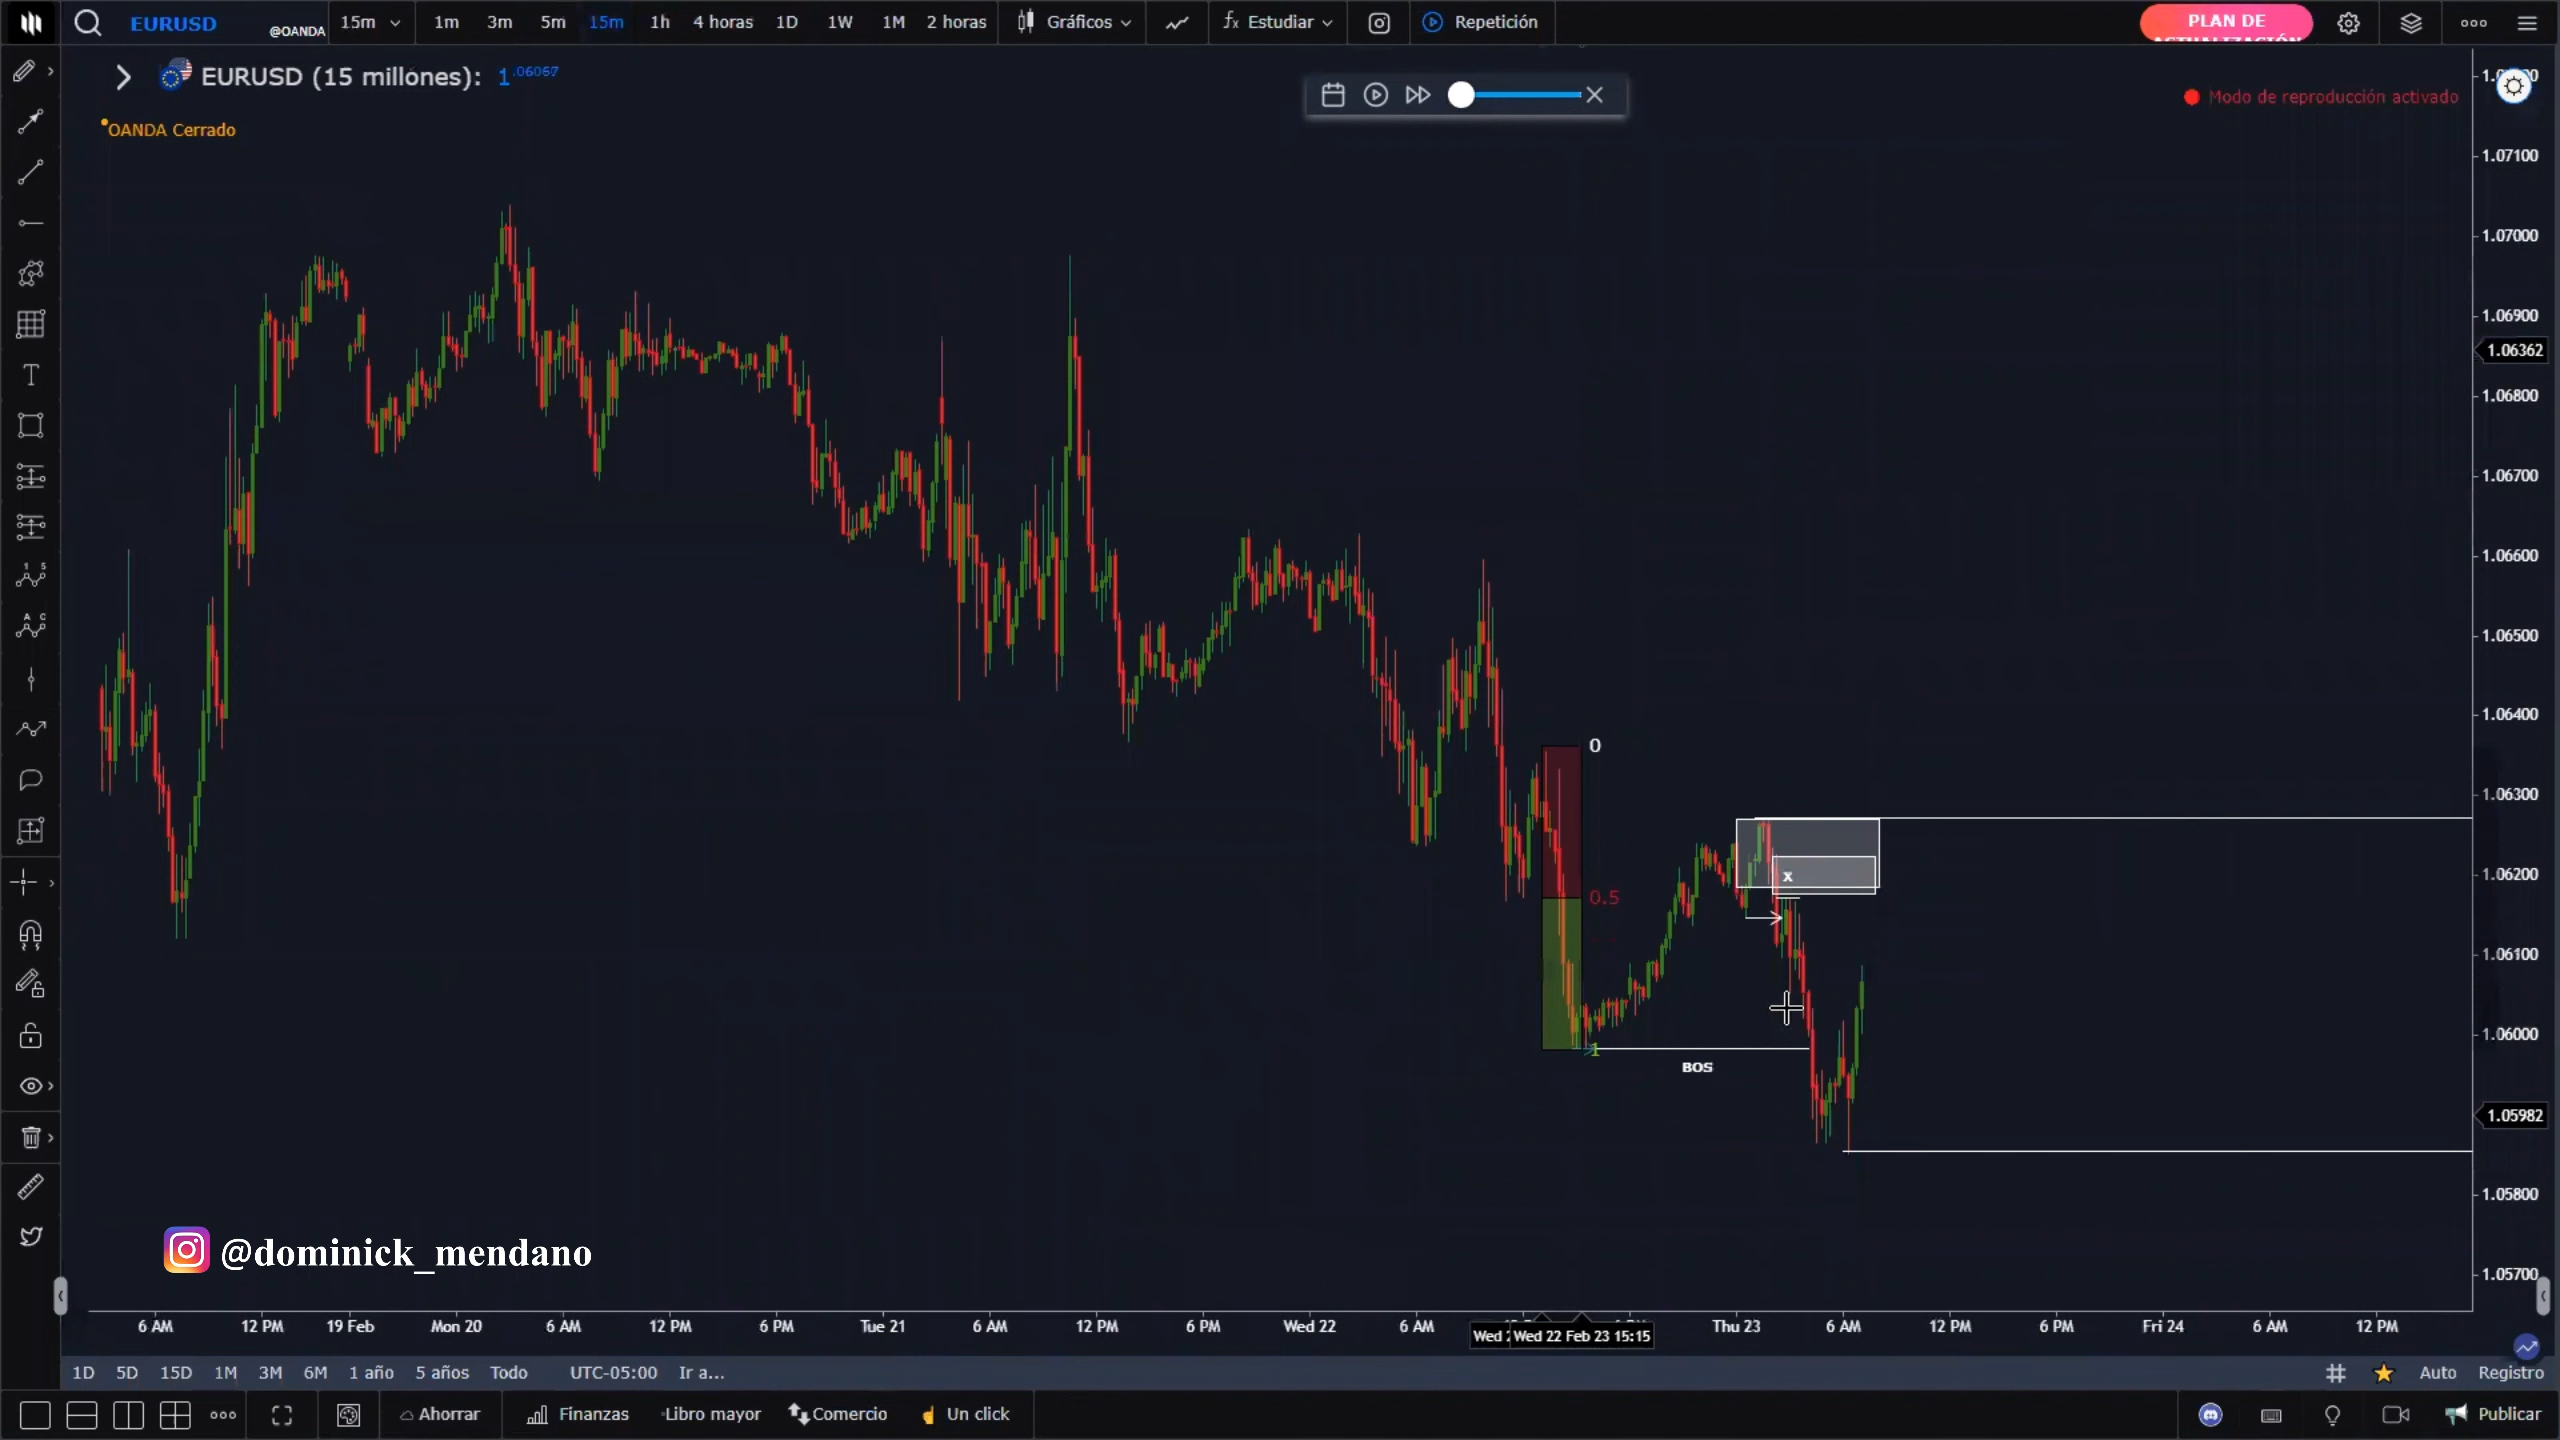 EURUSD @OANDA 15m 1m 3m 5m 15m 1h 4 horas 1D 1W 1M 2 horas Gráficos Estudiar Repetición PLAN DE
EURUSD (15 millones): 1.06067
Modo de reproducción activado
OANDA Cerrado
1.07100
1.07000
1.06900
1.06362
1.06800
1.06700
1.06600
1.06500
1.06400
0
1.06300
x
1.06200
0.5
1.06100
1.06000
1
BOS
1.05982
1.05800
@dominick_mendano
1.05700
6 AM 12 PM 19 Feb Mon 20 6 AM 12 PM 6 PM Tue 21 6 AM 12 PM 6 PM Wed 22 6 AM Thu 23 6 AM 12 PM 6 PM Fri 24 6 AM 12 PM
Wed 22 Feb 23 15:15
1D 5D 15D 1M 3M 6M 1 año 5 años Todo UTC-05:00 Ir a... Auto Registro
Ahorrar Finanzas Libro mayor Comercio Un click Publicar